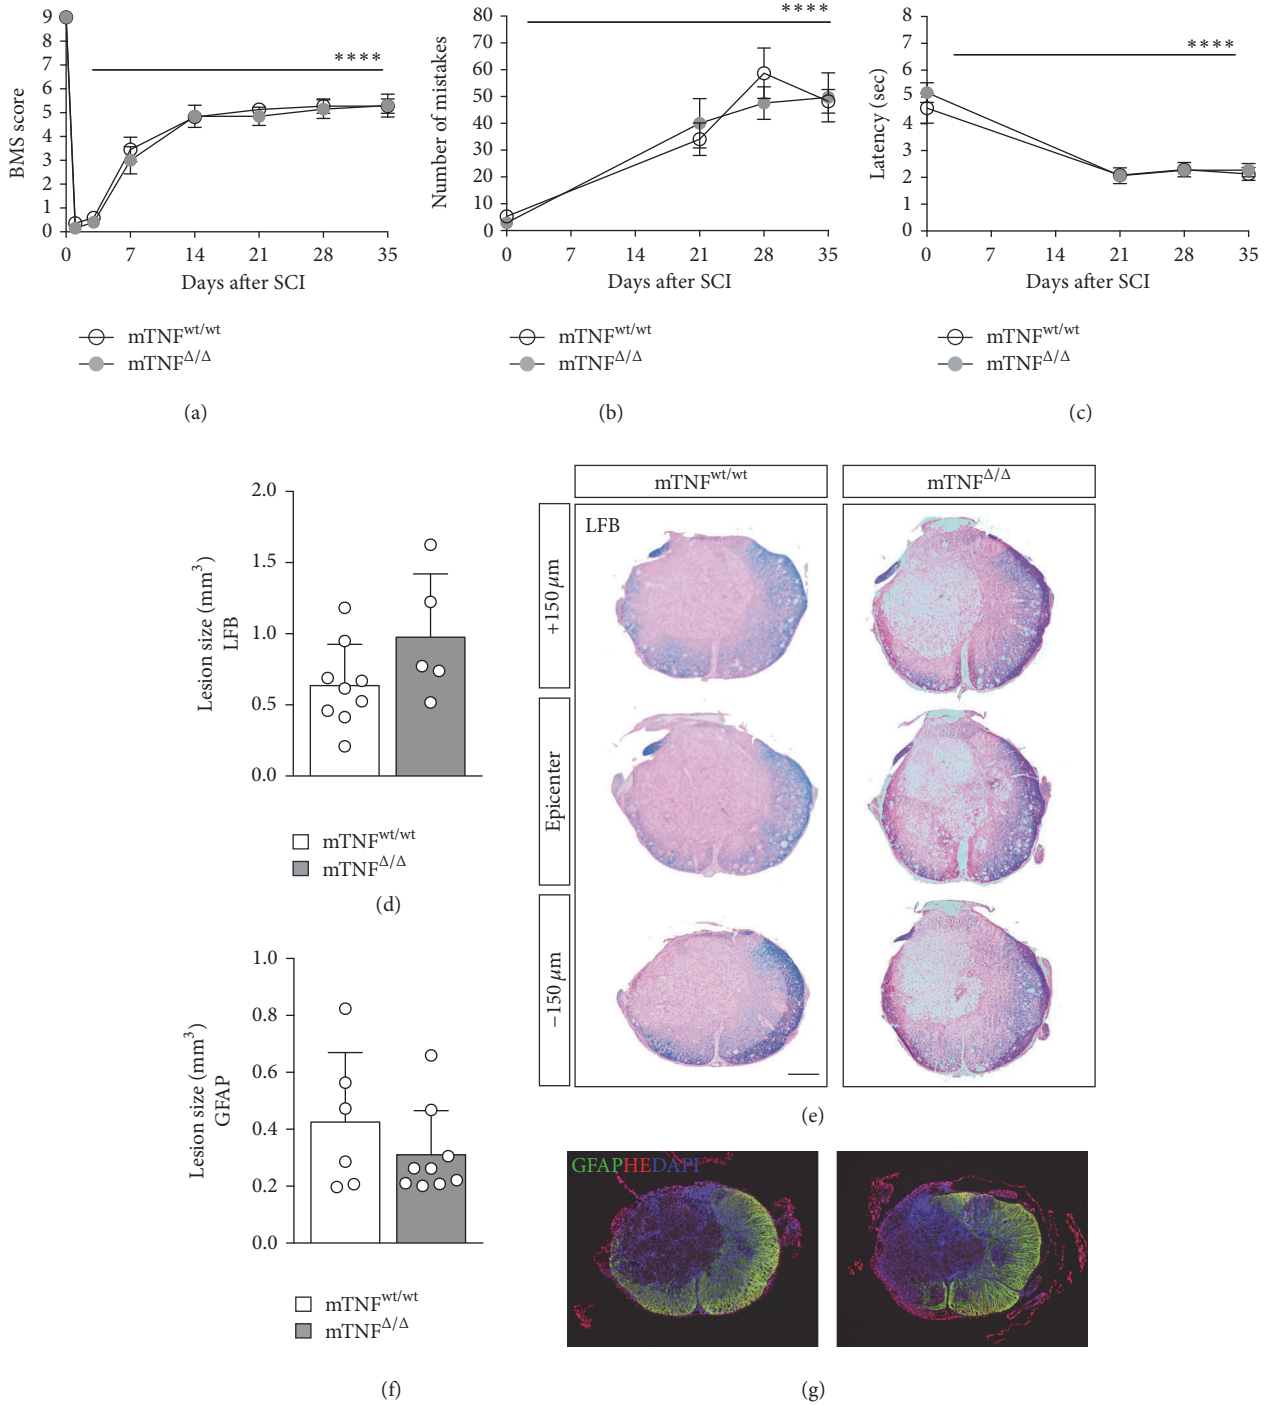 BMS score
9
8
7
6
5
4
3
2
1
0
****
0 7 14 21 28 35
Days after SCI
mTNFwt/wt
mTNFΔ/Δ
(a)
Number of mistakes
80
70
60
50
40
30
20
10
0
****
0 7 14 21 28 35
Days after SCI
mTNFwt/wt
mTNFΔ/Δ
(b)
Latency (sec)
8
7
6
5
4
3
2
1
0
****
0 7 14 21 28 35
Days after SCI
mTNFwt/wt
mTNFΔ/Δ
(c)
Lesion size (mm3)
LFB
2.0
1.5
1.0
0.5
0.0
mTNFwt/wt
mTNFΔ/Δ
(d)
mTNFwt/wt
mTNFΔ/Δ
LFB
+150 μm
Epicenter
−150 μm
(e)
Lesion size (mm3)
GFAP
1.0
0.8
0.6
0.4
0.2
0.0
mTNFwt/wt
mTNFΔ/Δ
(f)
GFAPHEDAPI
(g)